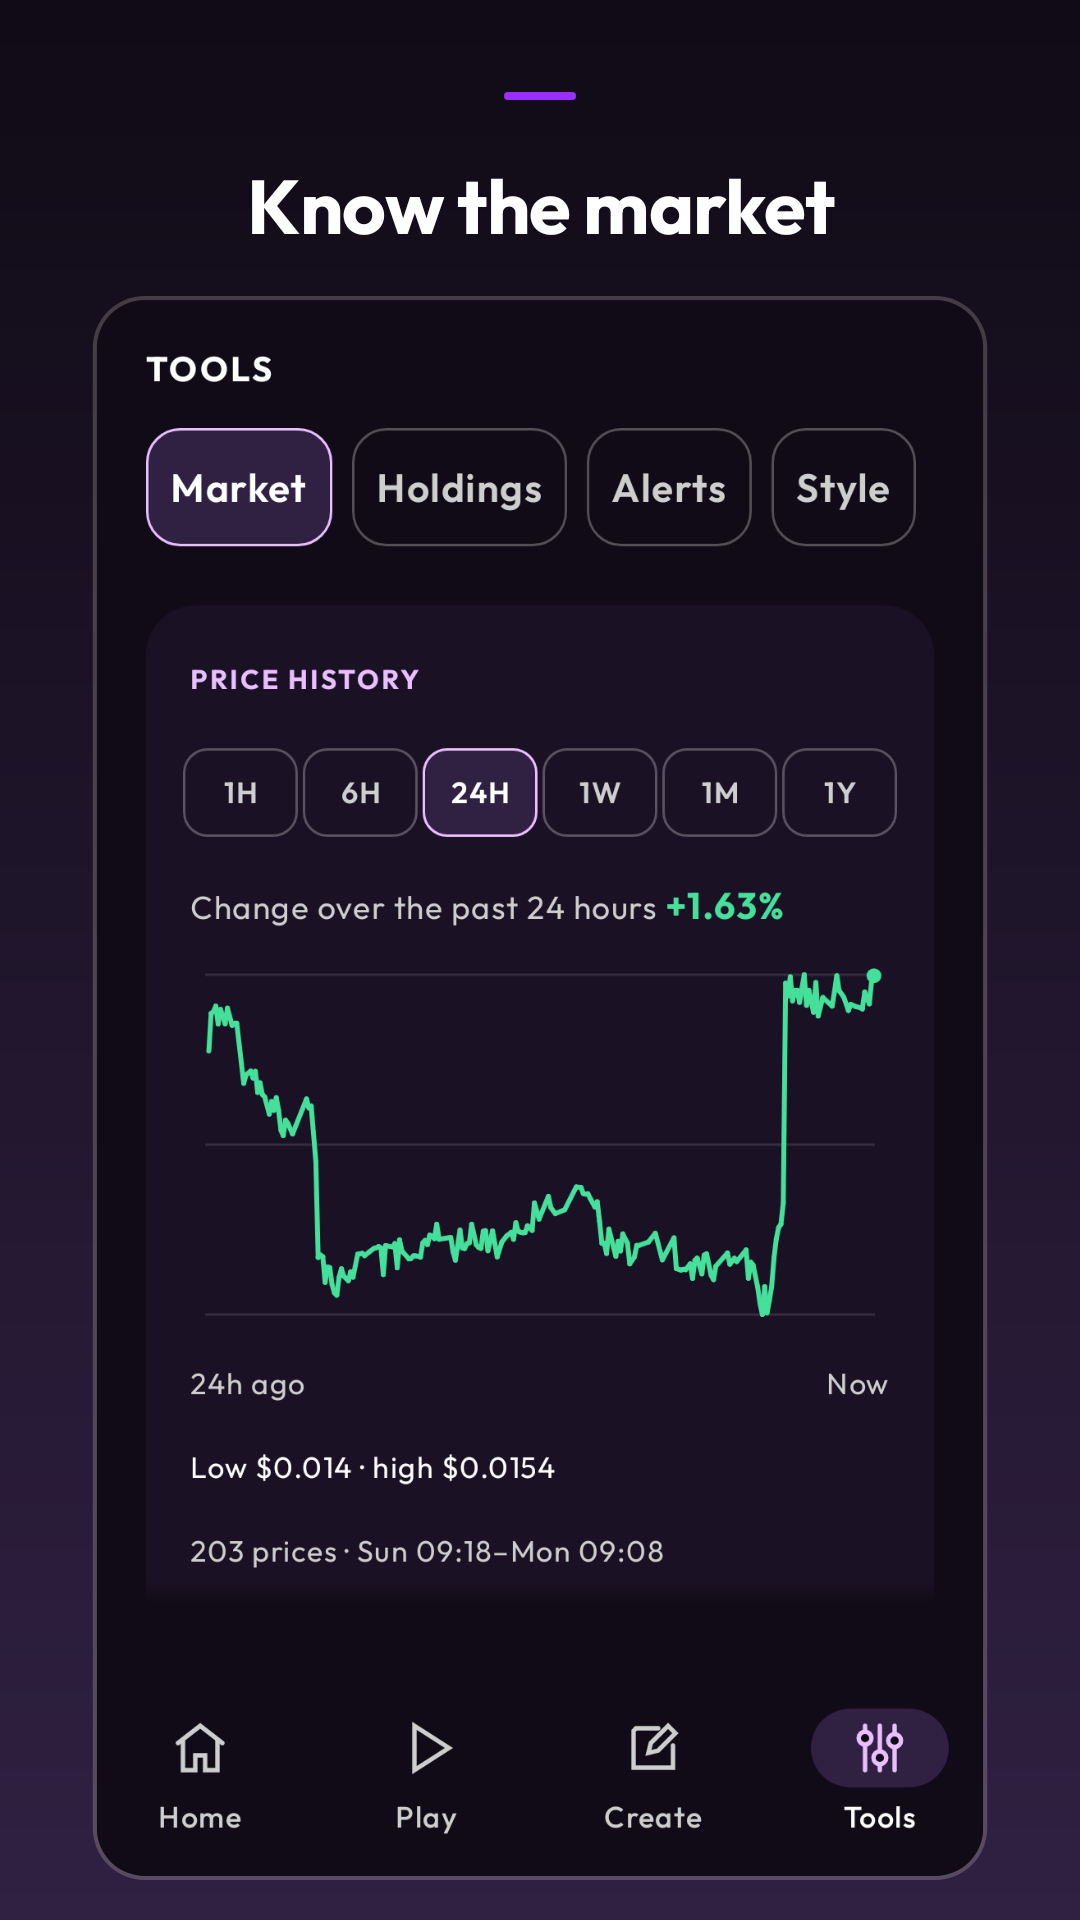 Know the market
TOOLS
Market Holdings Alerts Style
PRICE HISTORY
1H 6H 24H 1W 1M 1Y
Change over the past 24 hours +1.63%
24h ago Now
Low $0.014 · high $0.0154
203 prices · Sun 09:18–Mon 09:08
Home Play Create Tools